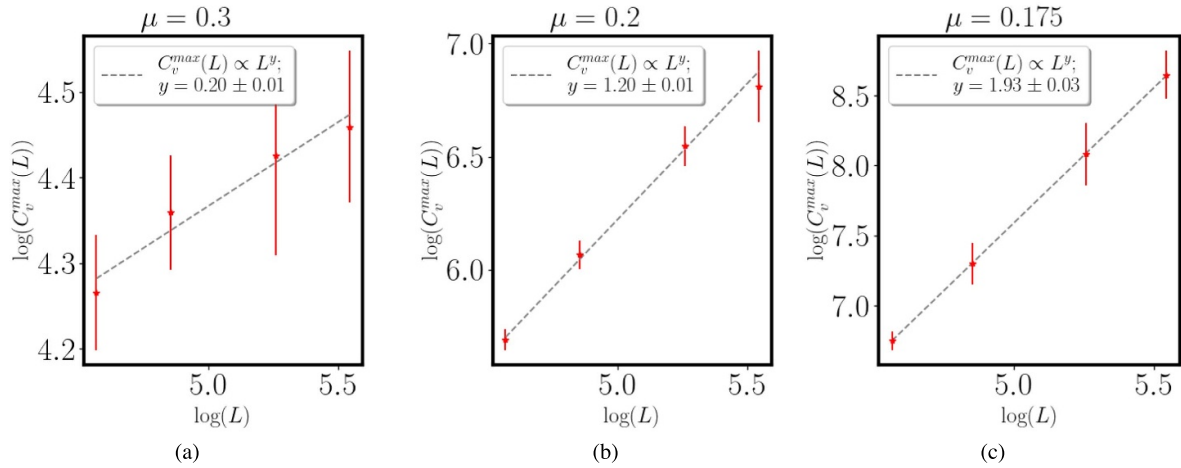 μ = 0.3
C_v^{max}(L) ∝ L^y;
y = 0.20 ± 0.01
log(C_v^{max}(L))
4.5
4.4
4.3
4.2
5.0 5.5
log(L)
(a)
μ = 0.2
C_v^{max}(L) ∝ L^y;
y = 1.20 ± 0.01
log(C_v^{max}(L))
7.0
6.5
6.0
5.0 5.5
log(L)
(b)
μ = 0.175
C_v^{max}(L) ∝ L^y;
y = 1.93 ± 0.03
log(C_v^{max}(L))
8.5
8.0
7.5
7.0
5.0 5.5
log(L)
(c)